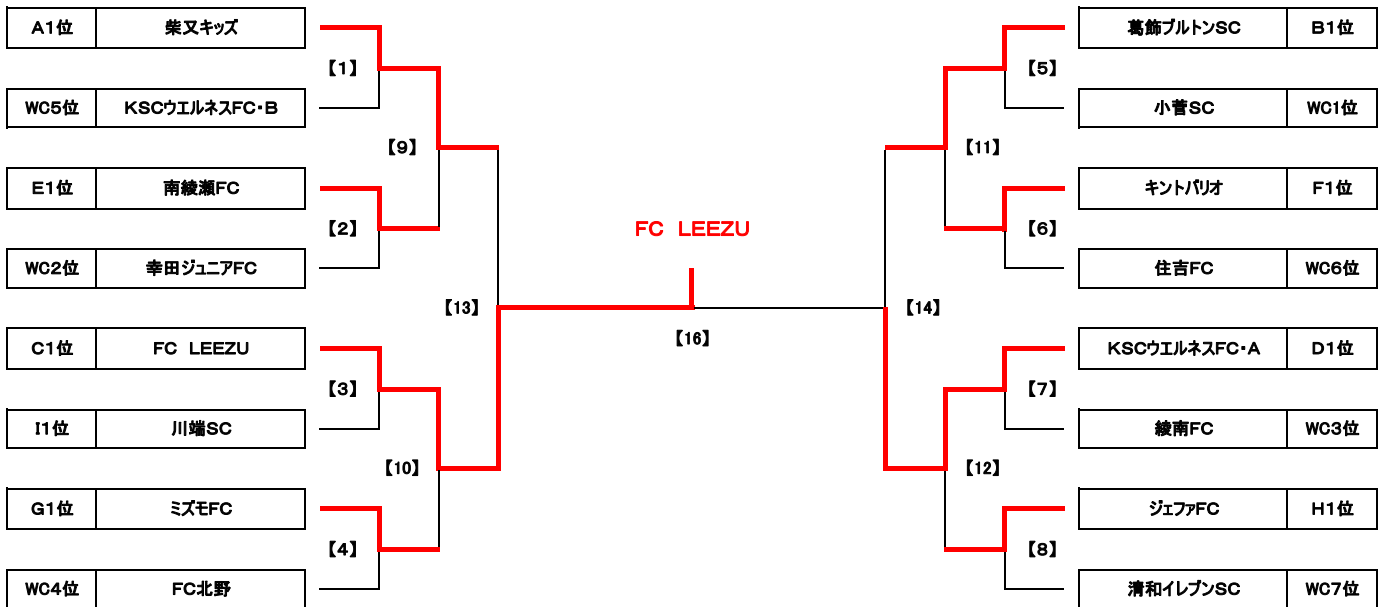 A1位 柴又キッズ
【1】
WC5位 KSCウエルネスFC・B
【9】
E1位 南綾瀬FC
【2】
WC2位 幸田ジュニアFC
【13】
C1位 FC LEEZU
【3】
I1位 川端SC
【10】
G1位 ミズモFC
【4】
WC4位 FC北野
FC LEEZU
【16】
葛飾ブルトンSC B1位
【5】
小菅SC WC1位
【11】
キントバリオ F1位
【6】
住吉FC WC6位
【14】
KSCウエルネスFC・A D1位
【7】
綾南FC WC3位
【12】
ジェファFC H1位
【8】
清和イレブンSC WC7位